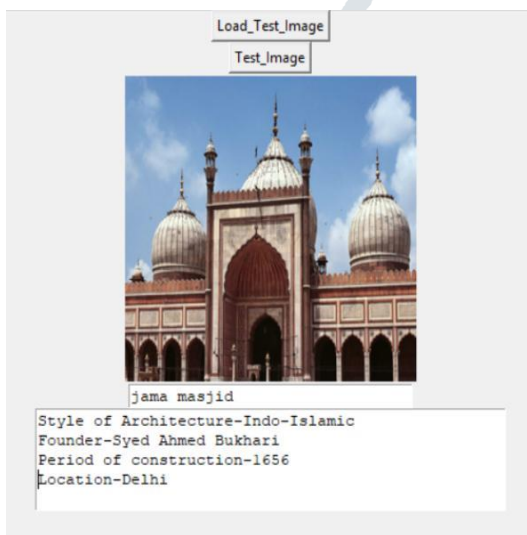 Load_Test_Image
Test_Image
jama masjid
Style of Architecture-Indo-Islamic
Founder-Syed Ahmed Bukhari
Period of construction-1656
Location-Delhi